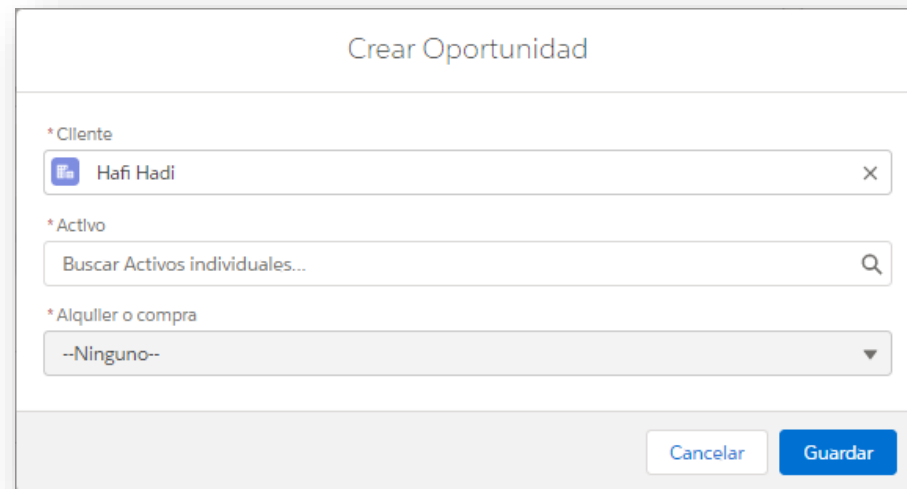 Crear Oportunidad
* Cliente
Hafi Hadi
* Activo
Buscar Activos individuales...
* Alquiler o compra
--Ninguno--
Cancelar
Guardar